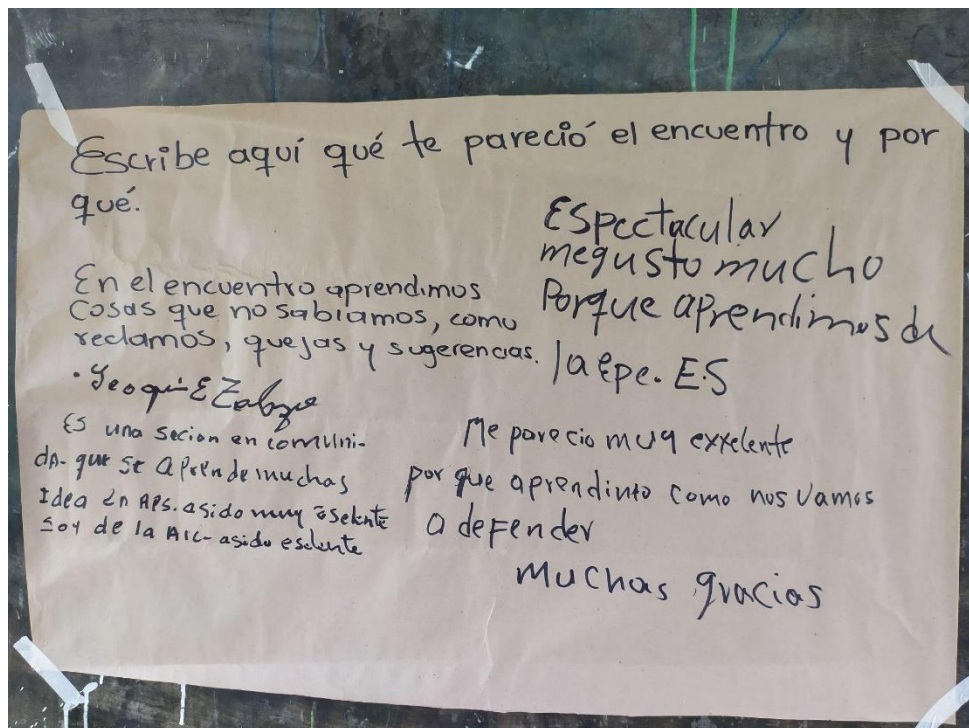 Escribe aquí qué te pareció el encuentro y por
qué.
En el encuentro aprendimos
Cosas que no sabiamos, como
reclamos, quejas y sugerencias.
ES una secion en comuni-
da- que se aprende muchas
Idea en APS. asido muy eselente
Soy de la AIC- asido eselente
Espectacular
megusto mucho
Porque aprendimos de
la epe. E.S
Me parecio muy exxelente
por que aprendimo como nos vamos
a defender
Muchas gracias